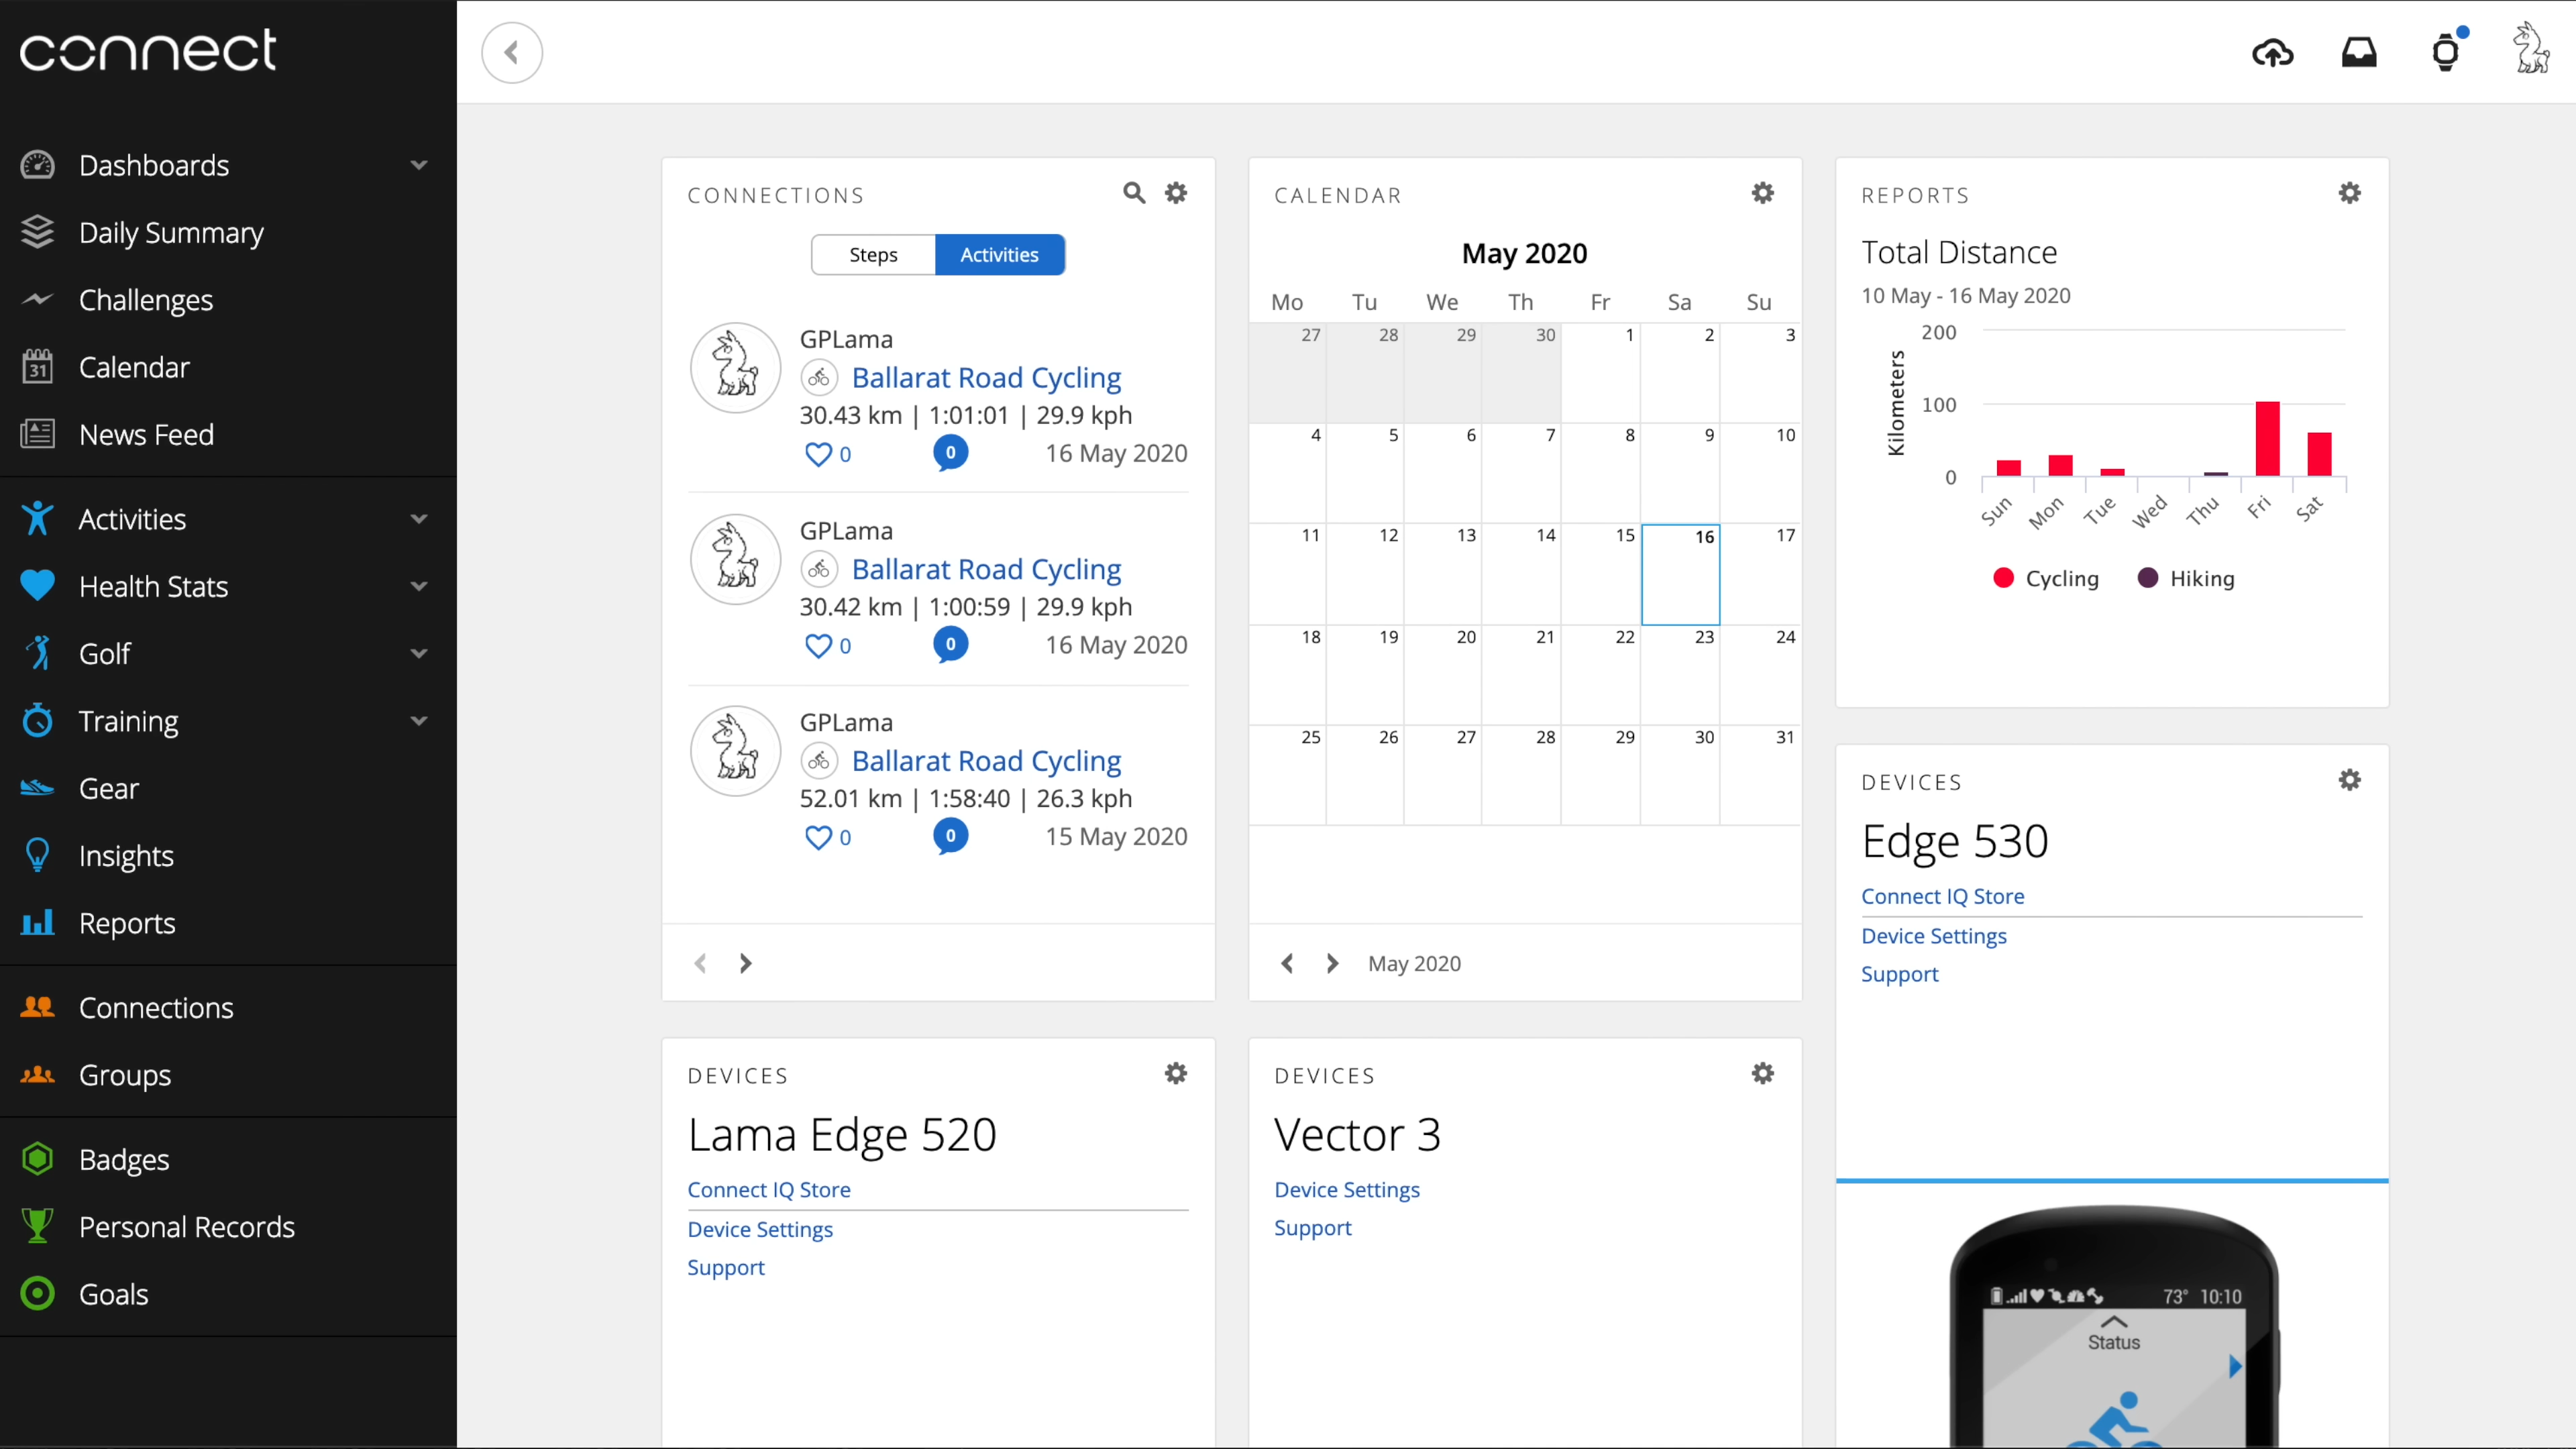 connect
Dashboards
Daily Summary
Challenges
31
Calendar
News Feed
Activities
Health Stats
Golf
Training
Gear
Insights
Reports
Connections
Groups
Badges
Personal Records
Goals
CONNECTIONS
Steps Activities
GPLama
Ballarat Road Cycling
30.43 km | 1:01:01 | 29.9 kph
0 0 16 May 2020
GPLama
Ballarat Road Cycling
30.42 km | 1:00:59 | 29.9 kph
0 0 16 May 2020
GPLama
Ballarat Road Cycling
52.01 km | 1:58:40 | 26.3 kph
0 0 15 May 2020
CALENDAR
May 2020
Mo Tu We Th Fr Sa Su
27 28 29 30 1 2 3
4 5 6 7 8 9 10
11 12 13 14 15 16 17
18 19 20 21 22 23 24
25 26 27 28 29 30 31
May 2020
REPORTS
Total Distance
10 May - 16 May 2020
Kilometers
200
100
0
Sun Mon Tue Wed Thu Fri Sat
Cycling Hiking
DEVICES
Edge 530
Connect IQ Store
Device Settings
Support
73° 10:10
Status
DEVICES
Lama Edge 520
Connect IQ Store
Device Settings
Support
DEVICES
Vector 3
Device Settings
Support